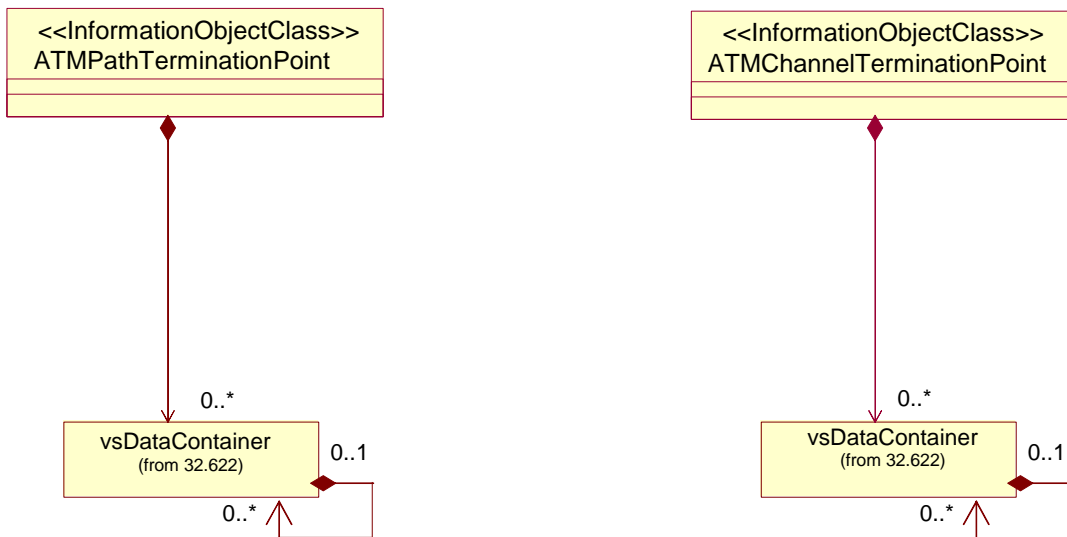 <<InformationObjectClass>>
ATMPathTerminationPoint
0..*
vsDataContainer
(from 32.622)
0..1
0..*
<<InformationObjectClass>>
ATMChannelTerminationPoint
0..*
vsDataContainer
(from 32.622)
0..1
0..*